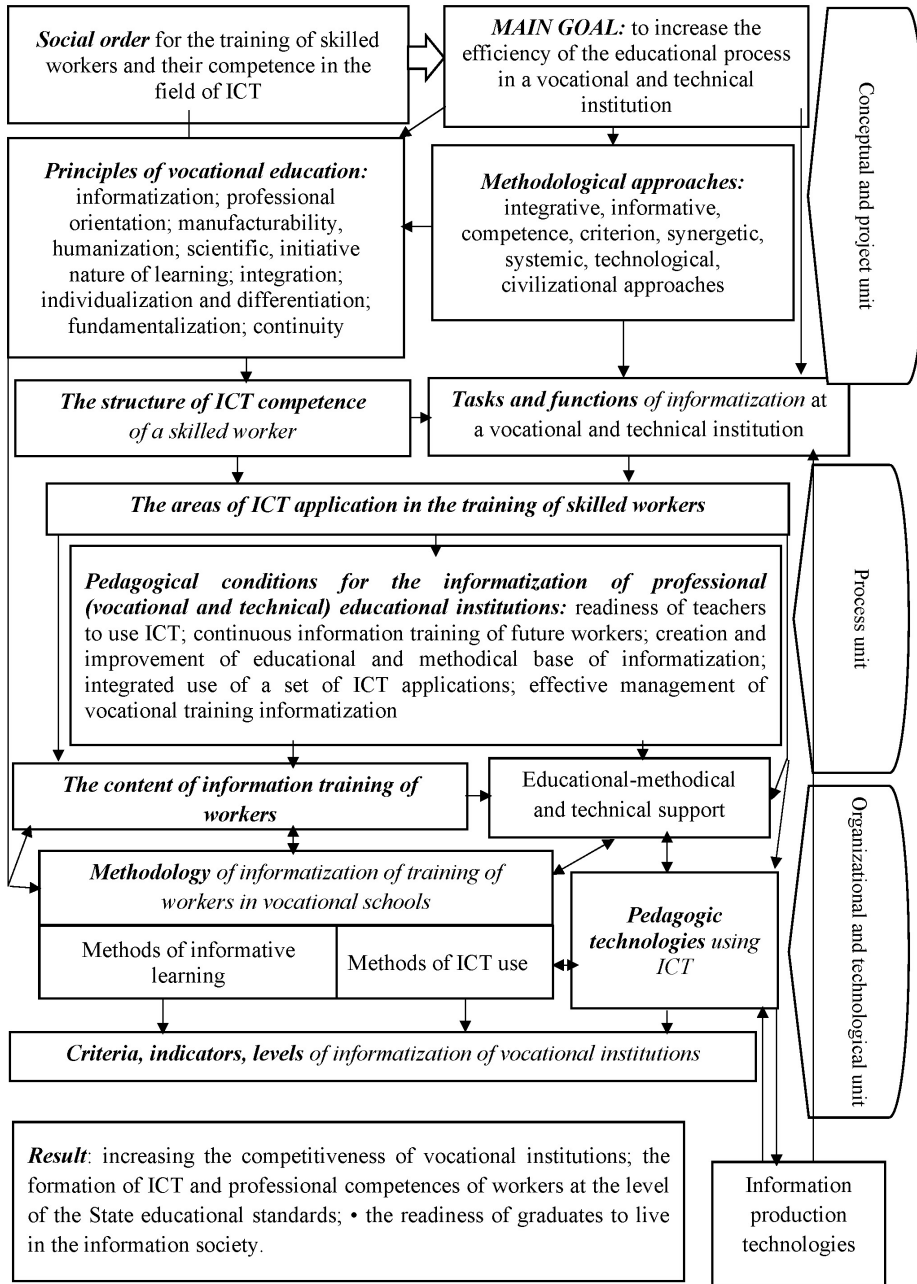 Social order for the training of skilled
workers and their competence in the
field of ICT
MAIN GOAL: to increase the
efficiency of the educational process
in a vocational and technical
institution
Conceptual and project unit
Principles of vocational education:
informatization; professional
orientation; manufacturability,
humanization; scientific, initiative
nature of learning; integration;
individualization and differentiation;
fundamentalization; continuity
Methodological approaches:
integrative, informative,
competence, criterion, synergetic,
systemic, technological,
civilizational approaches
The structure of ICT competence
of a skilled worker
Tasks and functions of informatization at
a vocational and technical institution
The areas of ICT application in the training of skilled workers
Process unit
Pedagogical conditions for the informatization of professional
(vocational and technical) educational institutions: readiness of teachers
to use ICT; continuous information training of future workers; creation and
improvement of educational and methodical base of informatization;
integrated use of a set of ICT applications; effective management of
vocational training informatization
The content of information training of
workers
Educational-methodical
and technical support
Organizational and technological unit
Methodology of informatization of training of
workers in vocational schools
Methods of informative
learning
Methods of ICT use
Pedagogic
technologies using
ICT
Criteria, indicators, levels of informatization of vocational institutions
Result: increasing the competitiveness of vocational institutions; the
formation of ICT and professional competences of workers at the level
of the State educational standards; • the readiness of graduates to live
in the information society.
Information
production
technologies